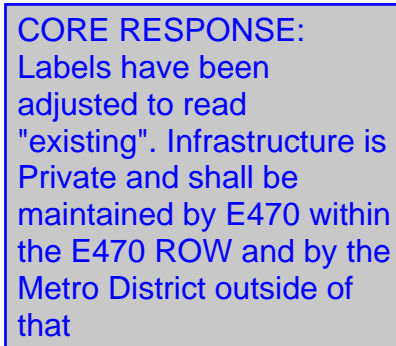 CORE RESPONSE:
Labels have been
adjusted to read
"existing". Infrastructure is
Private and shall be
maintained by E470 within
the E470 ROW and by the
Metro District outside of
that